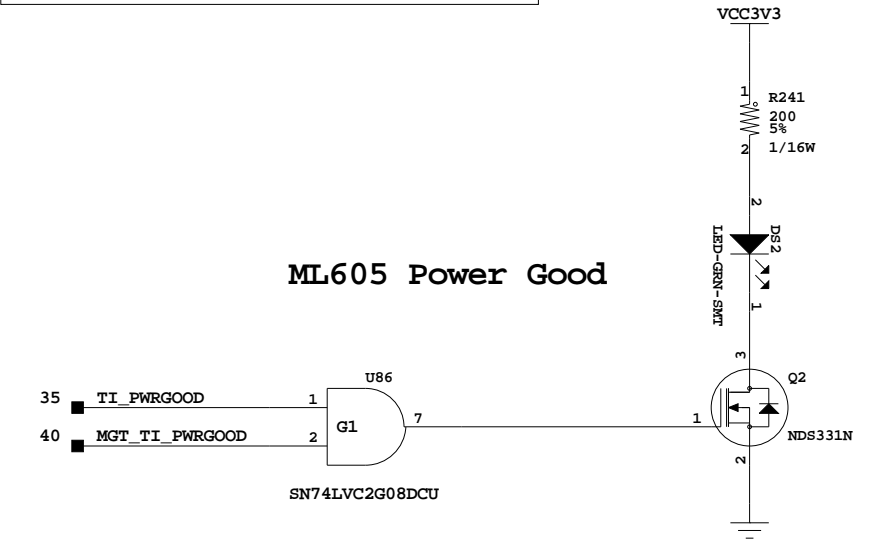 VCC3V3
1
R241
200
5%
2
1/16W
2
DS2
LED-GRN-SMT
1
ML605 Power Good
3
U86
Q2
35
TI_PWRGOOD
1
G1
7
1
40
MGT_TI_PWRGOOD
2
NDS331N
2
SN74LVC2G08DCU